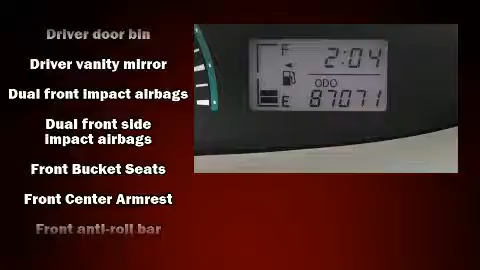 Driver door bin
Driver vanity mirror
Dual front impact airbags
Dual front side
impact airbags
Front Bucket Seats
Front Center Armrest
Front anti-roll bar
F 2:04
ODO
E 87071